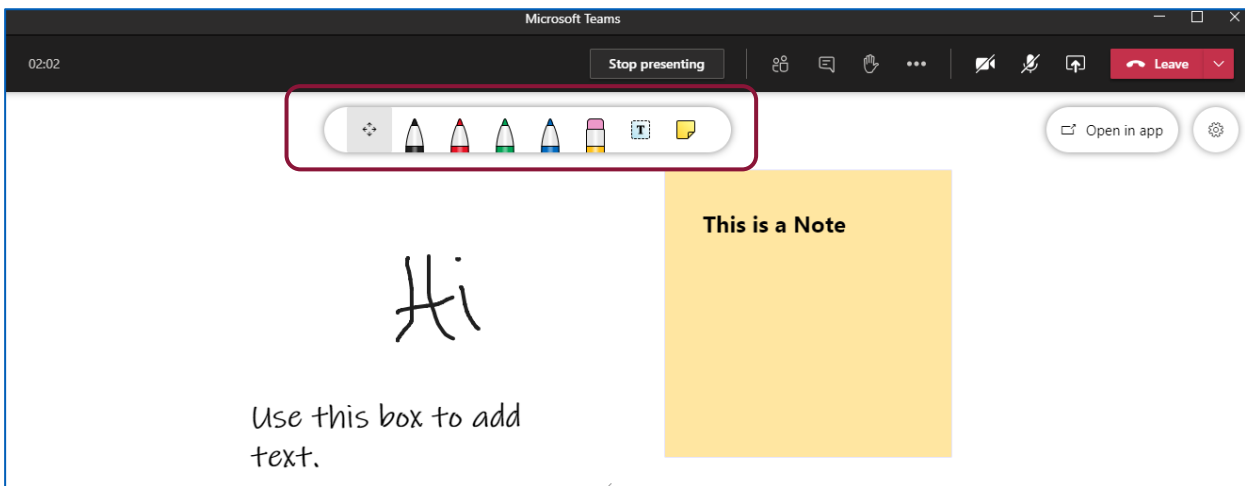 Microsoft Teams
02:02
Stop presenting
Leave
T
Open in app
This is a Note
Hi
Use this box to add
text.